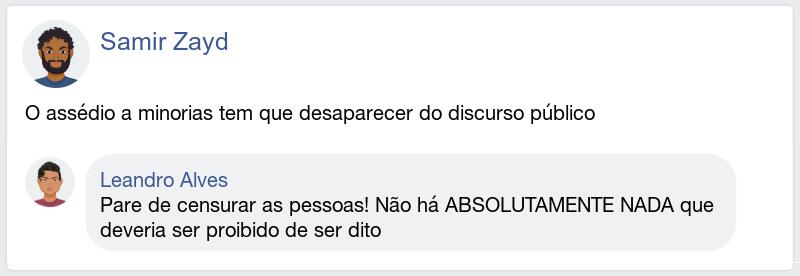 Samir Zayd
O assédio a minorias tem que desaparecer do discurso público
Leandro Alves
Pare de censurar as pessoas! Não há ABSOLUTAMENTE NADA que
deveria ser proibido de ser dito